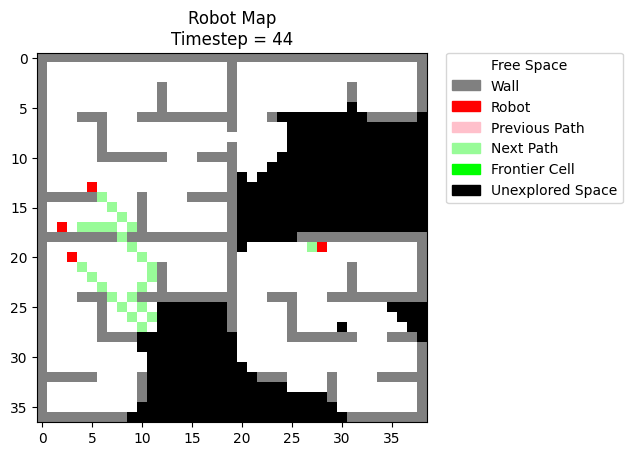 Robot Map
Timestep = 44
Free Space
Wall
Robot
Previous Path
Next Path
Frontier Cell
Unexplored Space
0
5
10
15
20
25
30
35
0 5 10 15 20 25 30 35